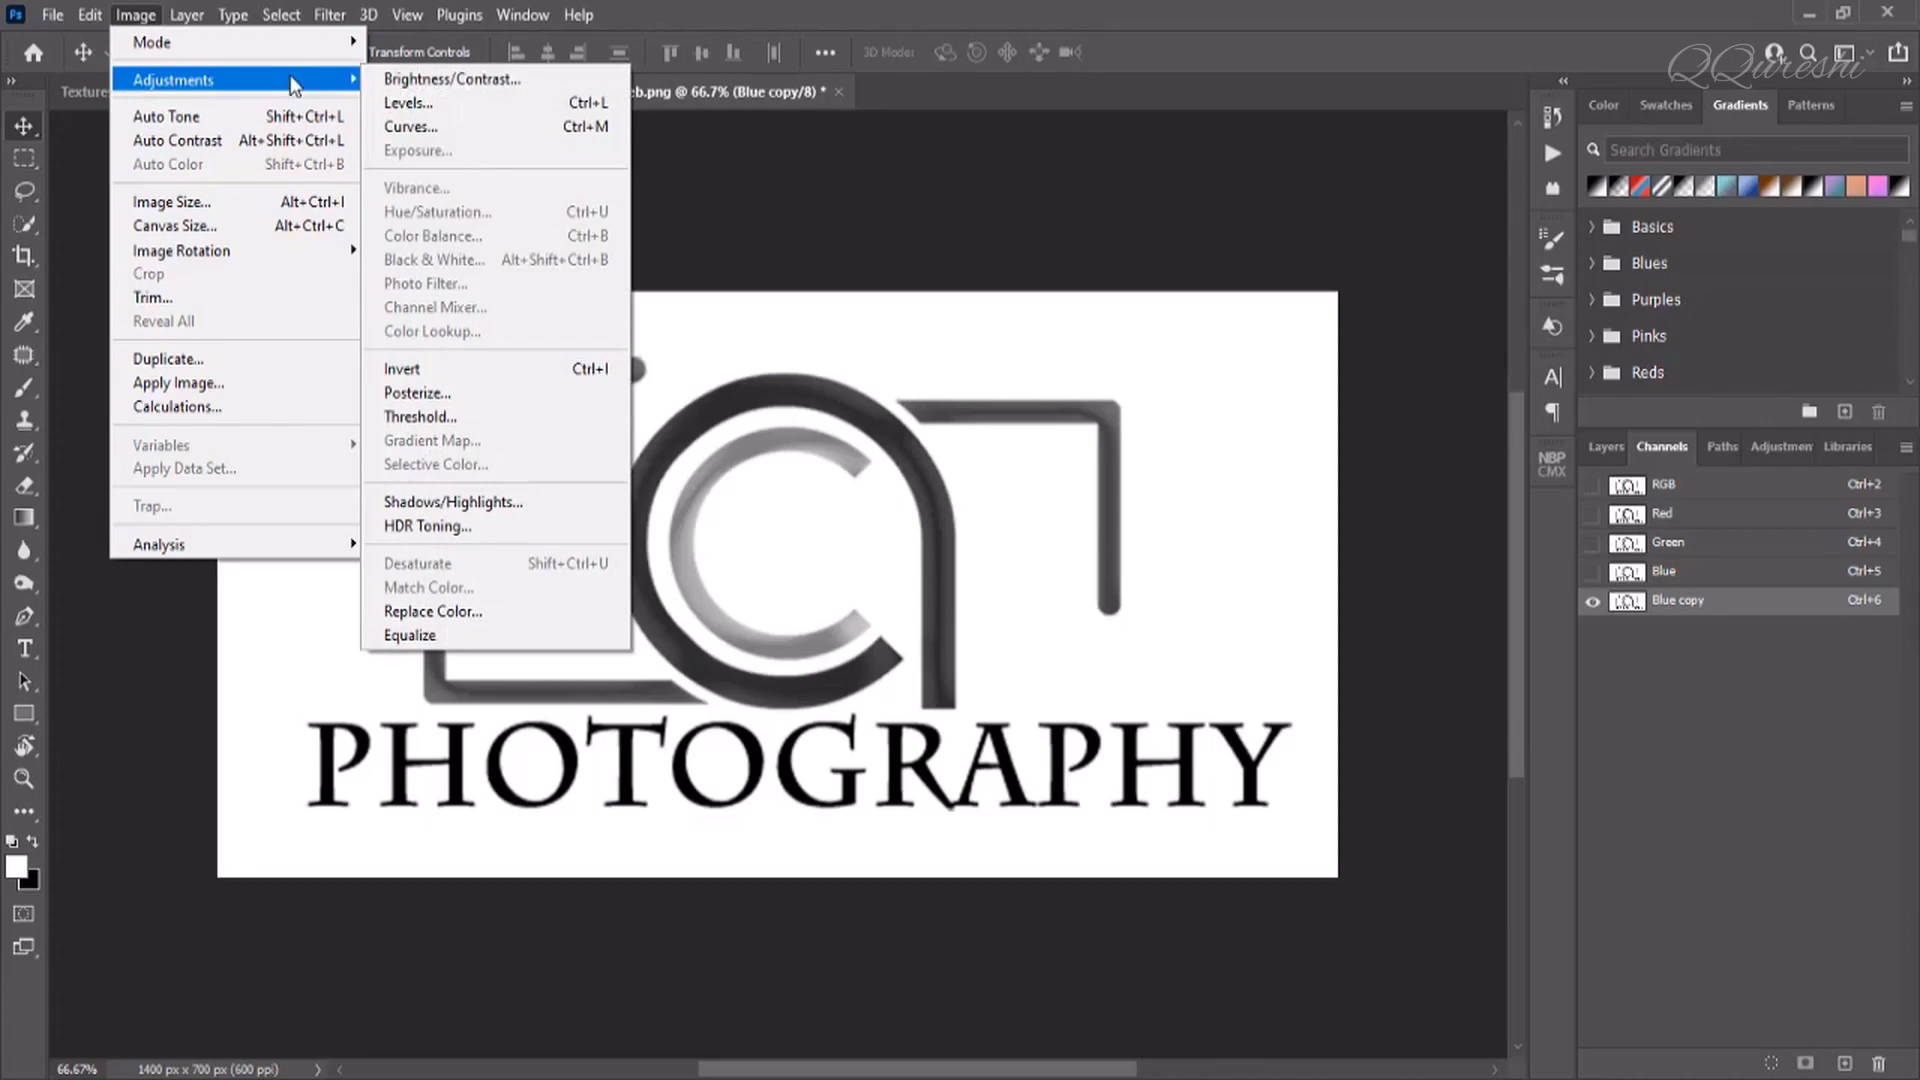 Ps File Edit Image Layer Type Select Filter 3D View Plugins Window Help
Transform Controls
3D Mode:
QQureshi
Textures
eb.png @ 66.7% (Blue copy/8) *
Mode
Adjustments
Auto Tone Shift+Ctrl+L
Auto Contrast Alt+Shift+Ctrl+L
Auto Color Shift+Ctrl+B
Image Size... Alt+Ctrl+I
Canvas Size... Alt+Ctrl+C
Image Rotation
Crop
Trim...
Reveal All
Duplicate...
Apply Image...
Calculations...
Variables
Apply Data Set...
Trap...
Analysis
Brightness/Contrast...
Levels... Ctrl+L
Curves... Ctrl+M
Exposure...
Vibrance...
Hue/Saturation... Ctrl+U
Color Balance... Ctrl+B
Black & White... Alt+Shift+Ctrl+B
Photo Filter...
Channel Mixer...
Color Lookup...
Invert Ctrl+I
Posterize...
Threshold...
Gradient Map...
Selective Color...
Shadows/Highlights...
HDR Toning...
Desaturate Shift+Ctrl+U
Match Color...
Replace Color...
Equalize
PHOTOGRAPHY
Color Swatches Gradients Patterns
Search Gradients
Basics
Blues
Purples
Pinks
Reds
NBP
CMX
Layers Channels Paths Adjustmen Libraries
RGB Ctrl+2
Red Ctrl+3
Green Ctrl+4
Blue Ctrl+5
Blue copy Ctrl+6
66.67% 1400 px x 700 px (600 ppi)